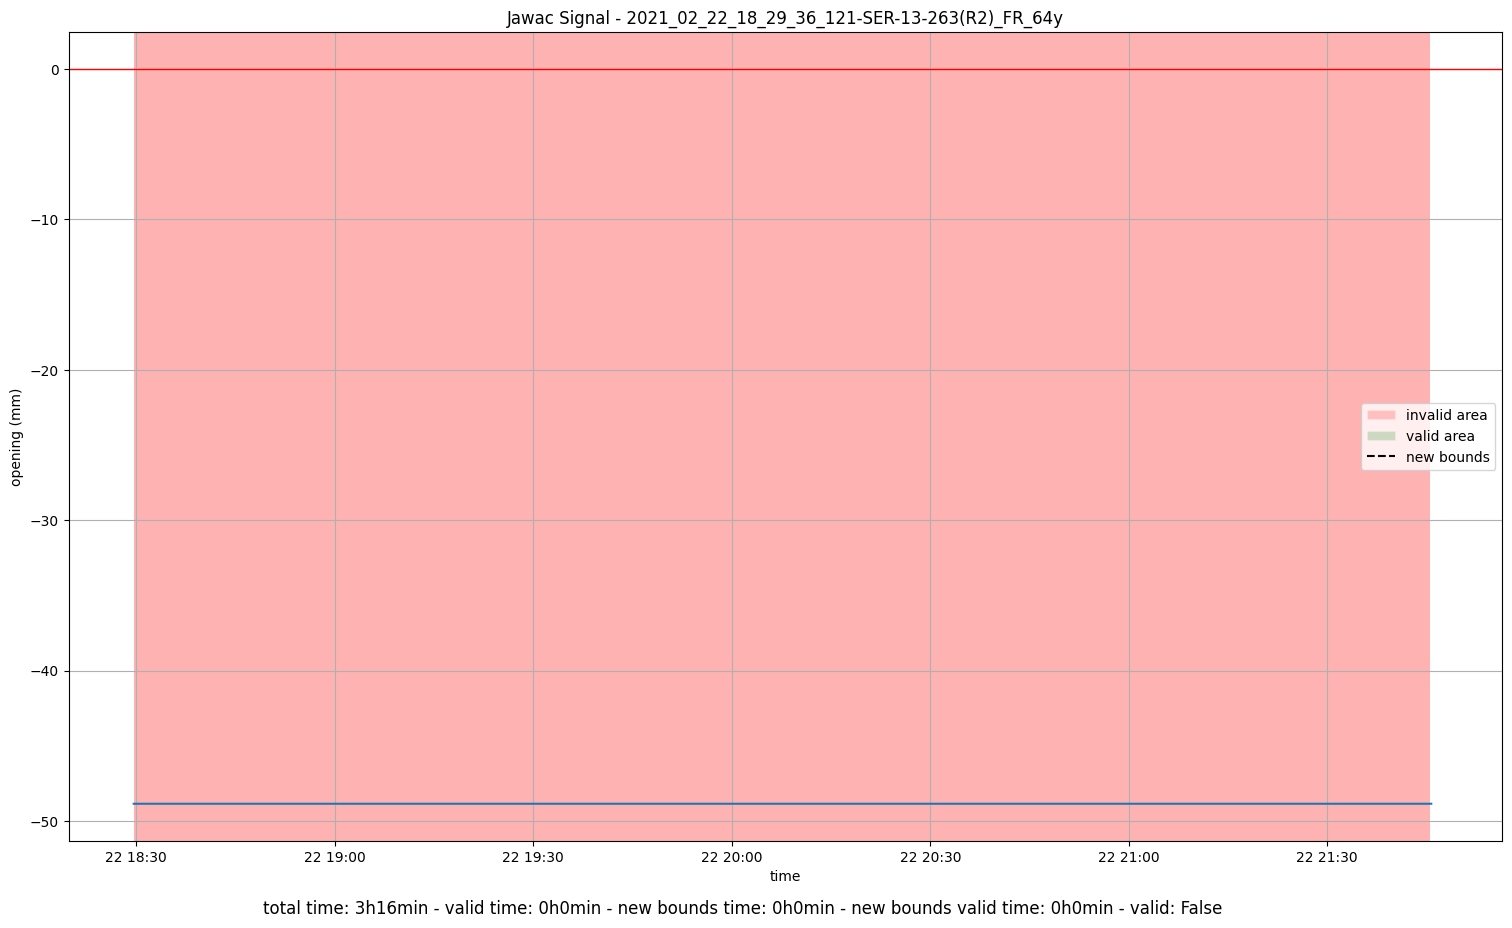 Jawac Signal - 2021_02_22_18_29_36_121-SER-13-263(R2)_FR_64y
opening (mm)
0
−10
−20
−30
−40
−50
invalid area
valid area
new bounds
22 18:30 22 19:00 22 19:30 22 20:00 22 20:30 22 21:00 22 21:30
time
total time: 3h16min - valid time: 0h0min - new bounds time: 0h0min - new bounds valid time: 0h0min - valid: False